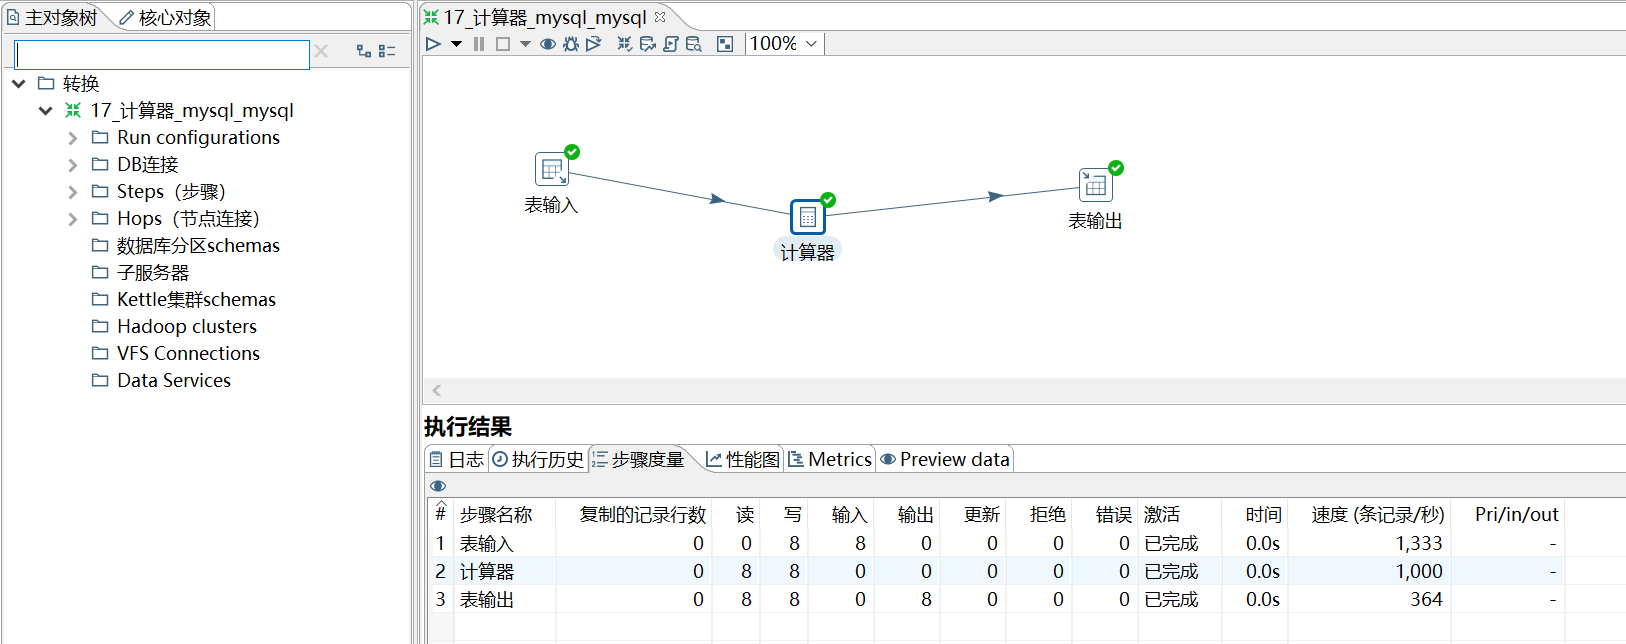 主对象树 核心对象
转换
17_计算器_mysql_mysql
Run configurations
DB连接
Steps（步骤）
Hops（节点连接）
数据库分区schemas
子服务器
Kettle集群schemas
Hadoop clusters
VFS Connections
Data Services
17_计算器_mysql_mysql
100%
表输入
计算器
表输出
执行结果
日志 执行历史 步骤度量 性能图 Metrics Preview data
# 步骤名称 复制的记录行数 读 写 输入 输出 更新 拒绝 错误 激活 时间 速度 (条记录/秒) Pri/in/out
1 表输入 0 0 8 8 0 0 0 0 已完成 0.0s 1,333 -
2 计算器 0 8 8 0 0 0 0 0 已完成 0.0s 1,000 -
3 表输出 0 8 8 0 8 0 0 0 已完成 0.0s 364 -